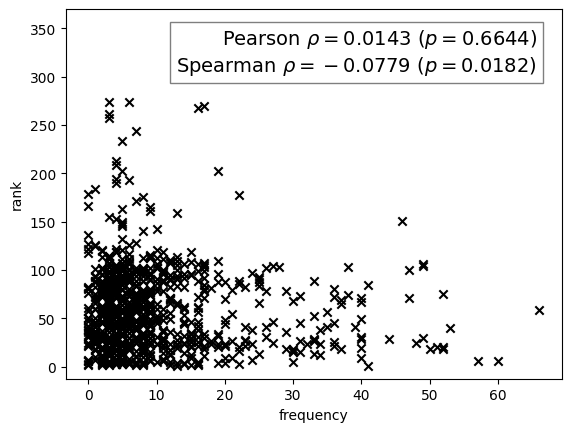 Pearson ρ = 0.0143 (p = 0.6644)
Spearman ρ = − 0.0779 (p = 0.0182)
350
300
250
200
150
100
50
0
rank
0 10 20 30 40 50 60
frequency